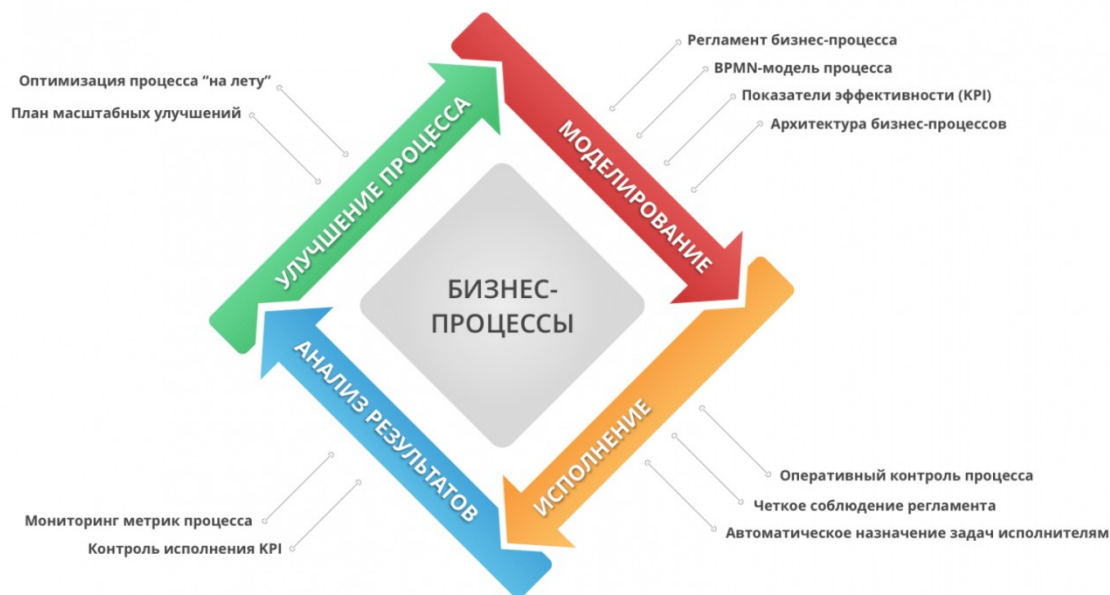 Регламент бизнес-процесса
BPMN-модель процесса
Показатели эффективности (KPI)
Архитектура бизнес-процессов
Оптимизация процесса “на лету”
План масштабных улучшений
УЛУЧШЕНИЕ ПРОЦЕССА
МОДЕЛИРОВАНИЕ
БИЗНЕС-
ПРОЦЕССЫ
АНАЛИЗ РЕЗУЛЬТАТОВ
ИСПОЛНЕНИЕ
Оперативный контроль процесса
Четкое соблюдение регламента
Автоматическое назначение задач исполнителям
Мониторинг метрик процесса
Контроль исполнения KPI